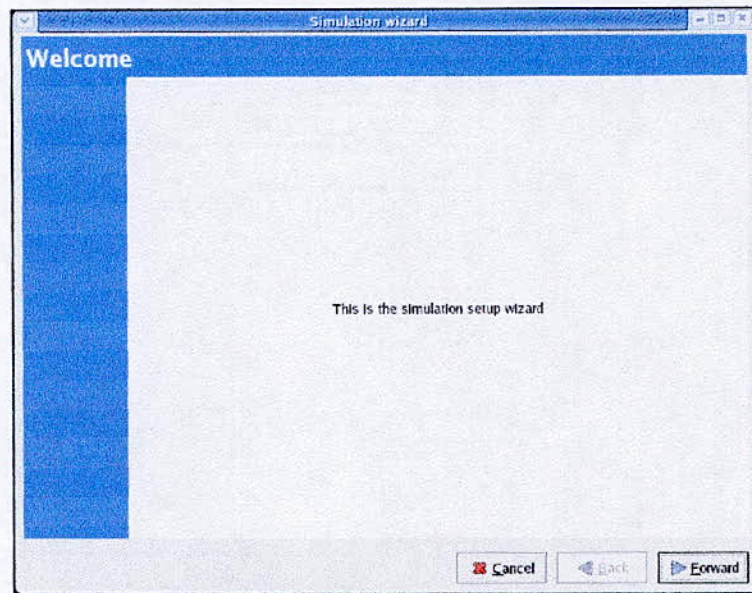 Simulation wizard
Welcome
This is the simulation setup wizard
Cancel
Back
Forward